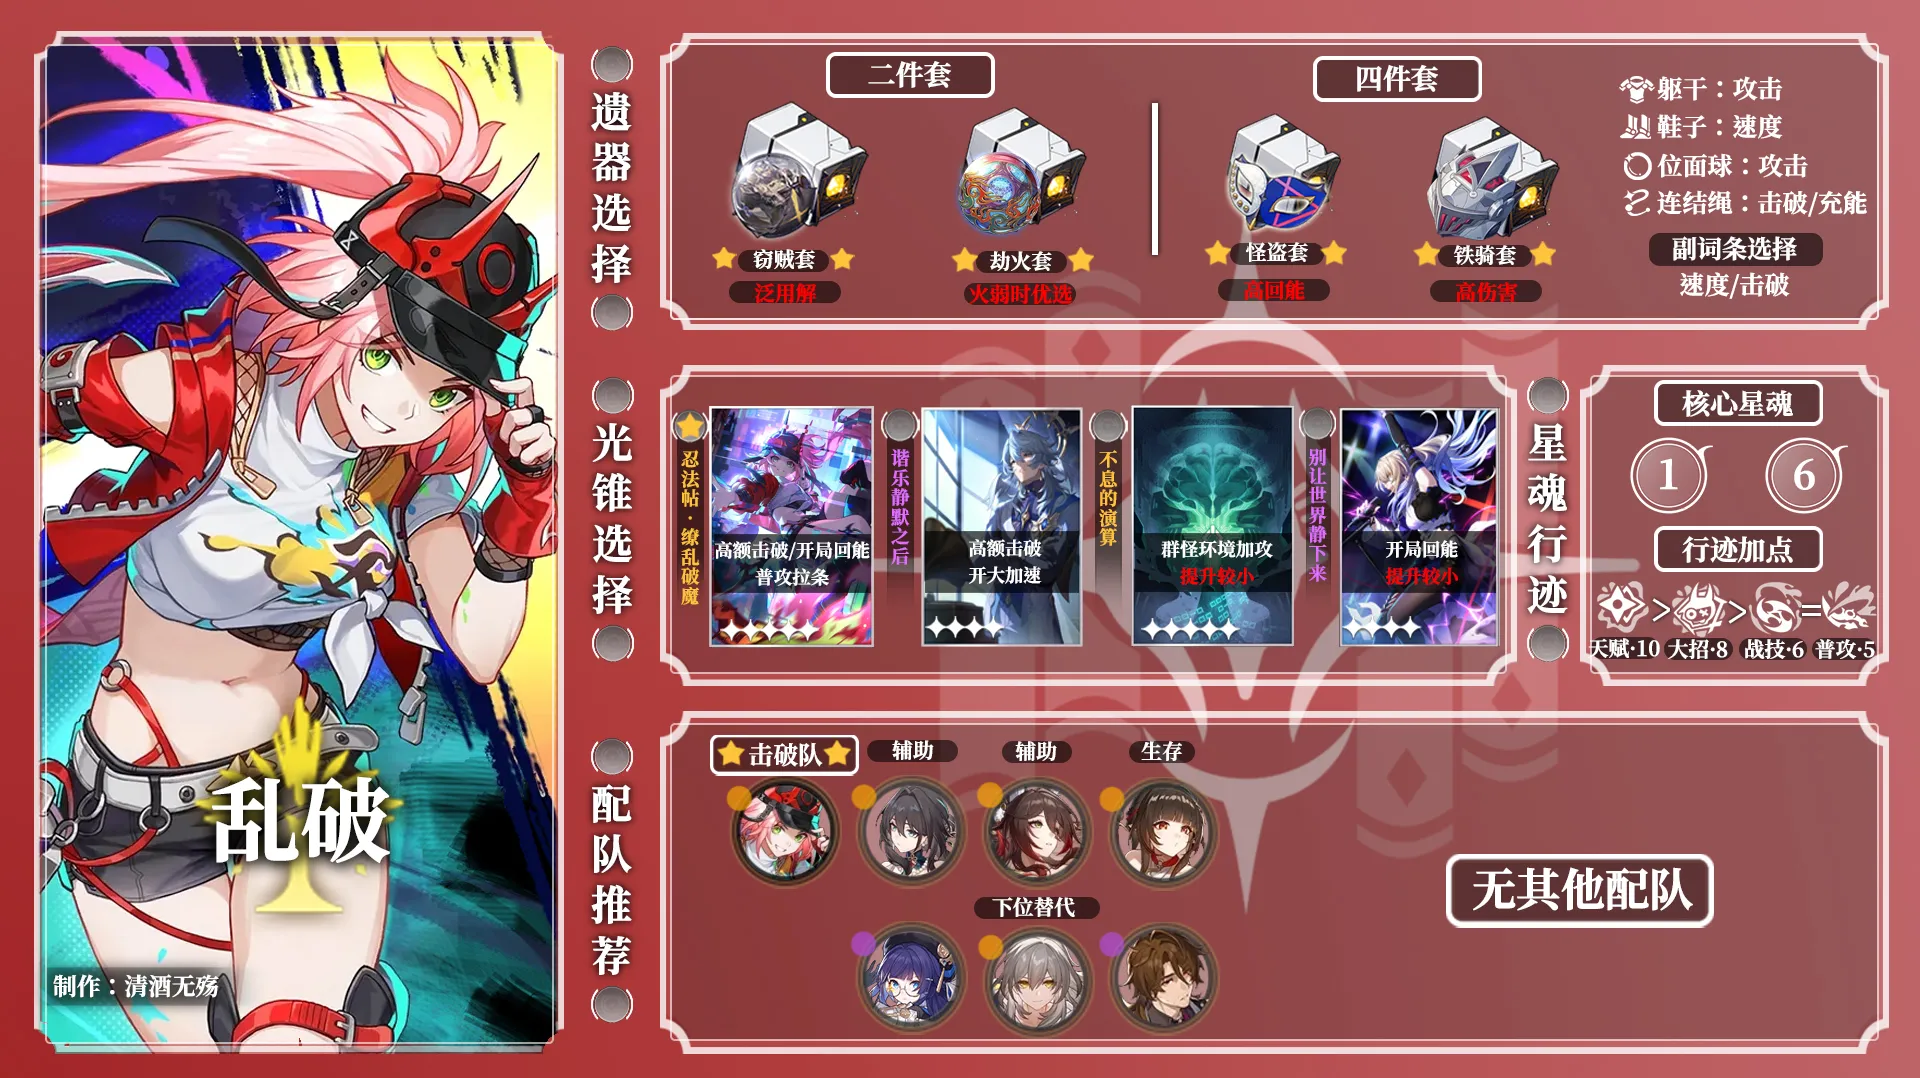 乱破
制作：清酒无殇
遗器选择
二件套
窃贼套
泛用解
劫火套
火弱时优选
四件套
怪盗套
高回能
铁骑套
高伤害
躯干：攻击
鞋子：速度
位面球：攻击
连结绳：击破/充能
副词条选择
速度/击破
光锥选择
忍法帖·缭乱破魔
高额击破/开局回能
普攻拉条
谐乐静默之后
高额击破
开大加速
不息的演算
群怪环境加攻
提升较小
别让世界静下来
开局回能
提升较小
星魂行迹
核心星魂
1
6
行迹加点
>
>
=
天赋·10
大招·8
战技·6
普攻·5
配队推荐
击破队
辅助
辅助
生存
下位替代
无其他配队